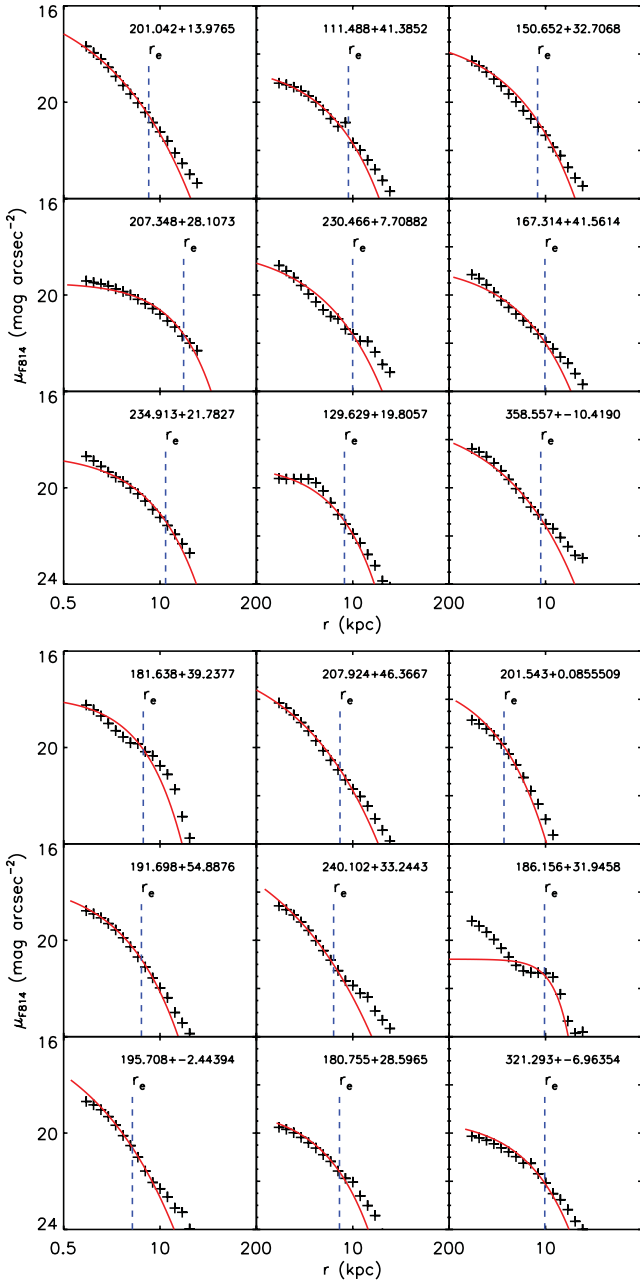 16
201.042+13.9765
111.488+41.3852
150.652+32.7068
r_e
r_e
r_e
20
16
207.348+28.1073
230.466+7.70882
167.314+41.5614
r_e
r_e
r_e
20
μF814 (mag arcsec−2)
16
234.913+21.7827
129.629+19.8057
358.557+-10.4190
r_e
r_e
r_e
20
24
0.5 10 200 10 200 10
r (kpc)
16
181.638+39.2377
207.924+46.3667
201.543+0.0855509
r_e
r_e
r_e
20
16
191.698+54.8876
240.102+33.2443
186.156+31.9458
r_e
r_e
r_e
20
μF814 (mag arcsec−2)
16
195.708+-2.44394
180.755+28.5965
321.293+-6.96354
r_e
r_e
r_e
20
24
0.5 10 200 10 200 10
r (kpc)